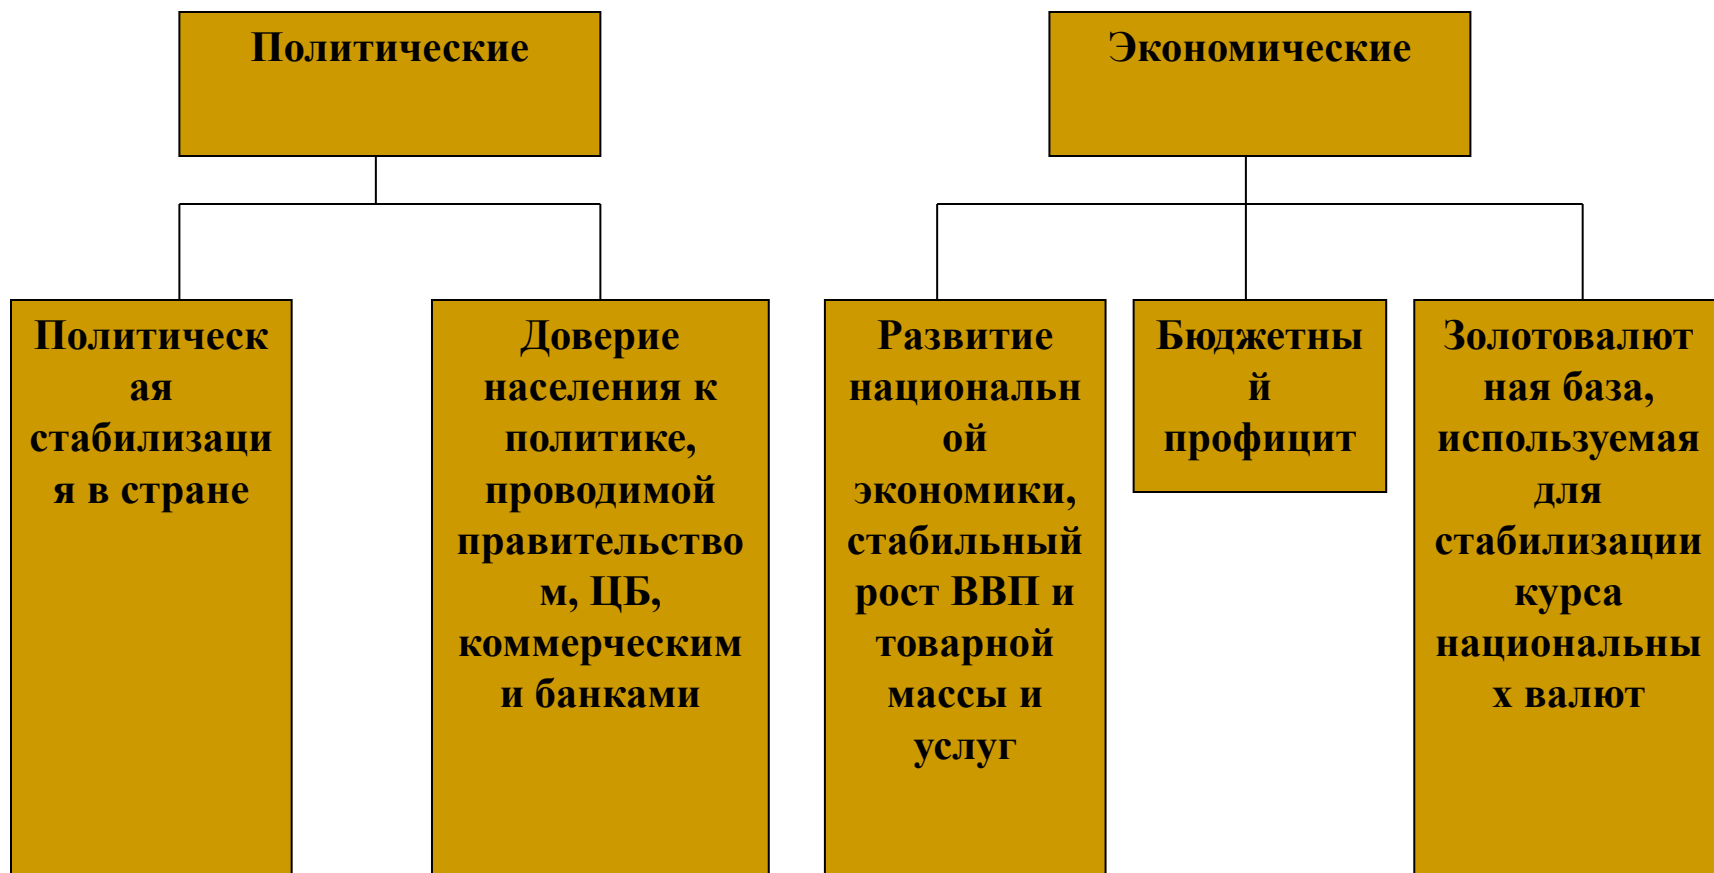 Политические
Экономические
Политическ
ая
стабилизаци
я в стране
Доверие
населения к
политике,
проводимой
правительство
м, ЦБ,
коммерческим
и банками
Развитие
национальн
ой
экономики,
стабильный
рост ВВП и
товарной
массы и
услуг
Бюджетны
й
профицит
Золотовалют
ная база,
используемая
для
стабилизации
курса
национальны
х валют